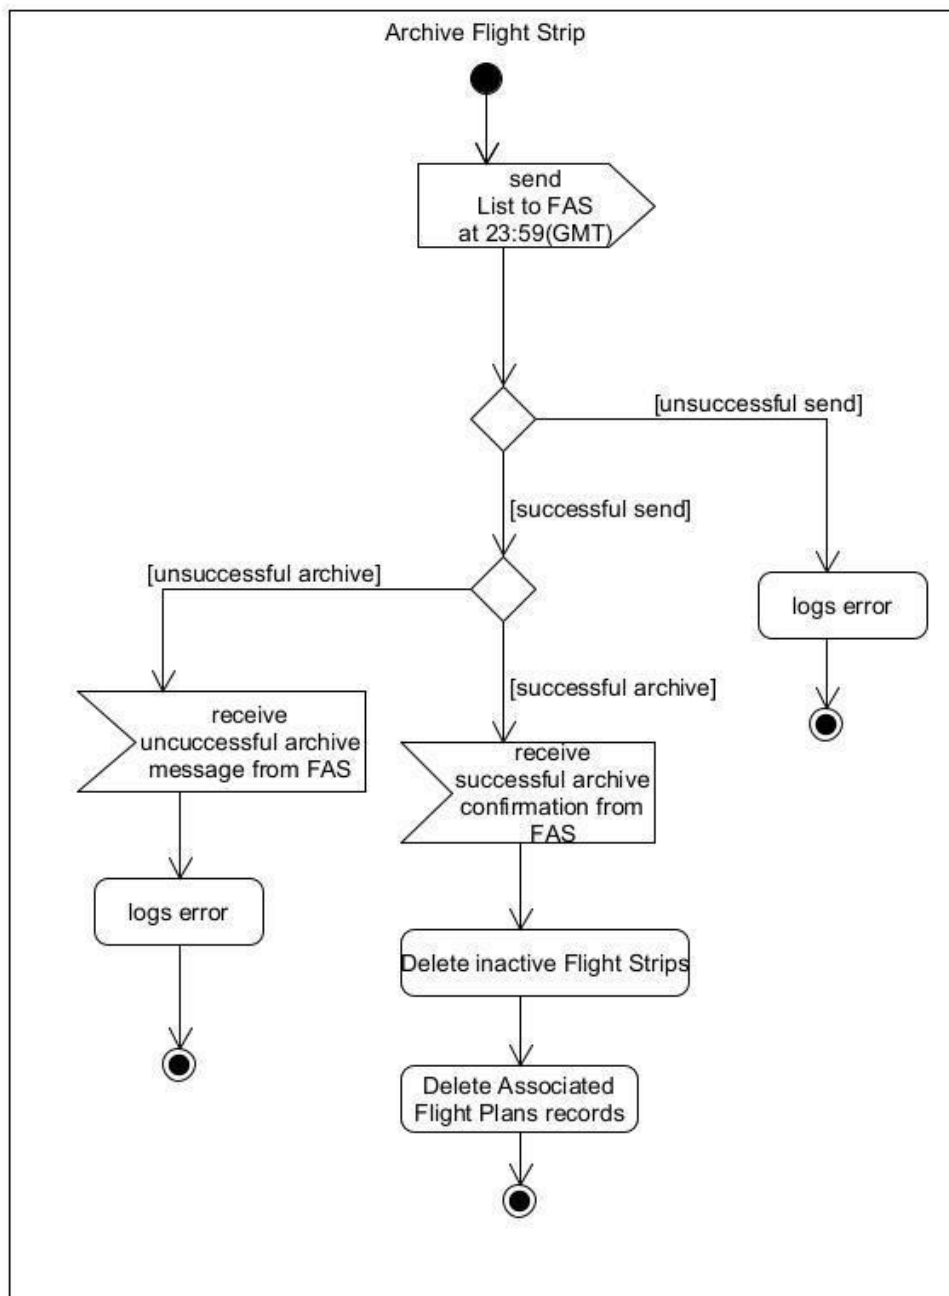 Archive Flight Strip
send
List to FAS
at 23:59(GMT)
[unsuccessful send]
[successful send]
[unsuccessful archive]
logs error
[successful archive]
receive
uncuccessful archive
message from FAS
receive
successful archive
confirmation from
FAS
logs error
Delete inactive Flight Strips
Delete Associated
Flight Plans records